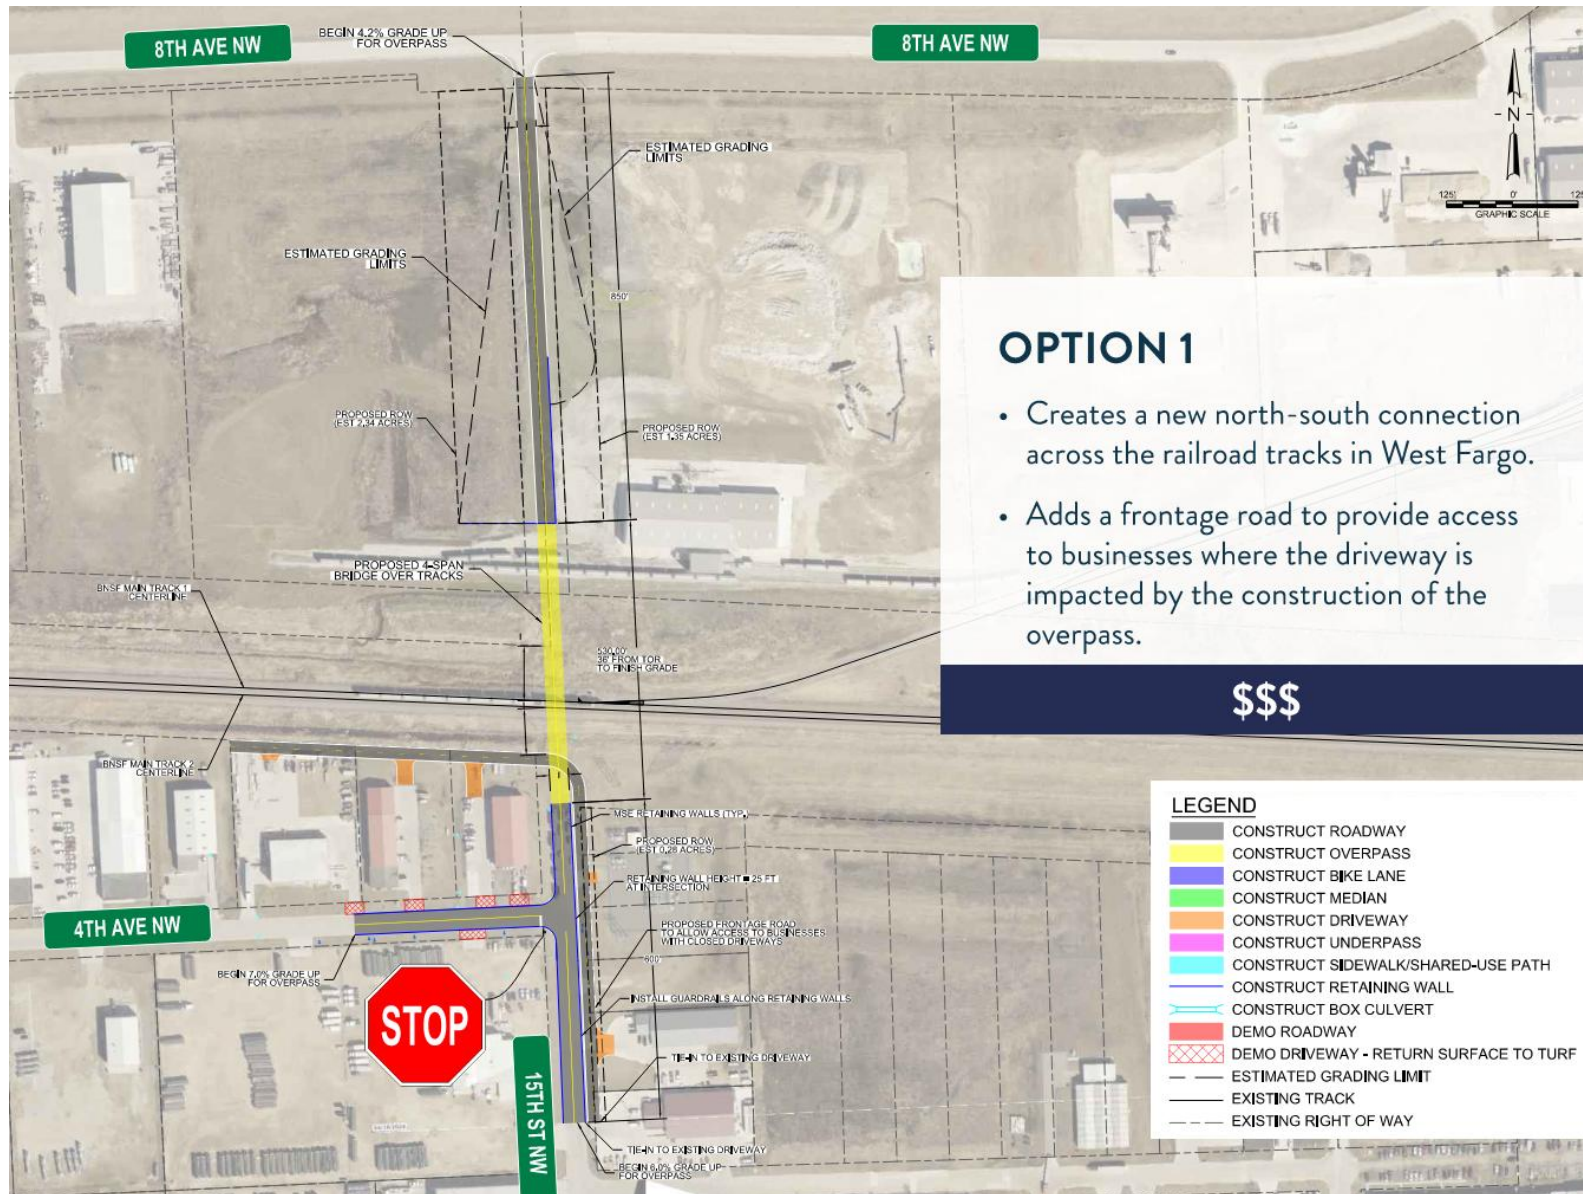 8TH AVE NW
BEGIN 4.2% GRADE UP
FOR OVERPASS
8TH AVE NW
-N-
125'
0'
125
GRAPHIC SCALE
ESTIMATED GRADING
LIMITS
ESTIMATED GRADING
LIMITS
850'
OPTION 1
• Creates a new north-south connection
across the railroad tracks in West Fargo.
• Adds a frontage road to provide access
to businesses where the driveway is
impacted by the construction of the
overpass.
$$$
PROPOSED ROW
(EST 2.34 ACRES)
PROPOSED ROW
(EST 1.35 ACRES)
PROPOSED 4-SPAN
BRIDGE OVER TRACKS
BNSF MAIN TRACK 1
CENTERLINE
530.00'
36' FROM TOR
TO FINISH GRADE
BNSF MAIN TRACK 2
CENTERLINE
MSE RETAINING WALLS (TYP.)
PROPOSED ROW
(EST 0.28 ACRES)
RETAINING WALL HEIGHT = 25 FT
AT INTERSECTION
4TH AVE NW
PROPOSED FRONTAGE ROAD
TO ALLOW ACCESS TO BUSINESSES
WITH CLOSED DRIVEWAYS
600'
BEGIN 7.0% GRADE UP
FOR OVERPASS
INSTALL GUARDRAILS ALONG RETAINING WALLS
STOP
TIE-IN TO EXISTING DRIVEWAY
15TH ST NW
TIE-IN TO EXISTING DRIVEWAY
BEGIN 6.0% GRADE UP
FOR OVERPASS
LEGEND
CONSTRUCT ROADWAY
CONSTRUCT OVERPASS
CONSTRUCT BIKE LANE
CONSTRUCT MEDIAN
CONSTRUCT DRIVEWAY
CONSTRUCT UNDERPASS
CONSTRUCT SIDEWALK/SHARED-USE PATH
CONSTRUCT RETAINING WALL
CONSTRUCT BOX CULVERT
DEMO ROADWAY
DEMO DRIVEWAY - RETURN SURFACE TO TURF
ESTIMATED GRADING LIMIT
EXISTING TRACK
EXISTING RIGHT OF WAY